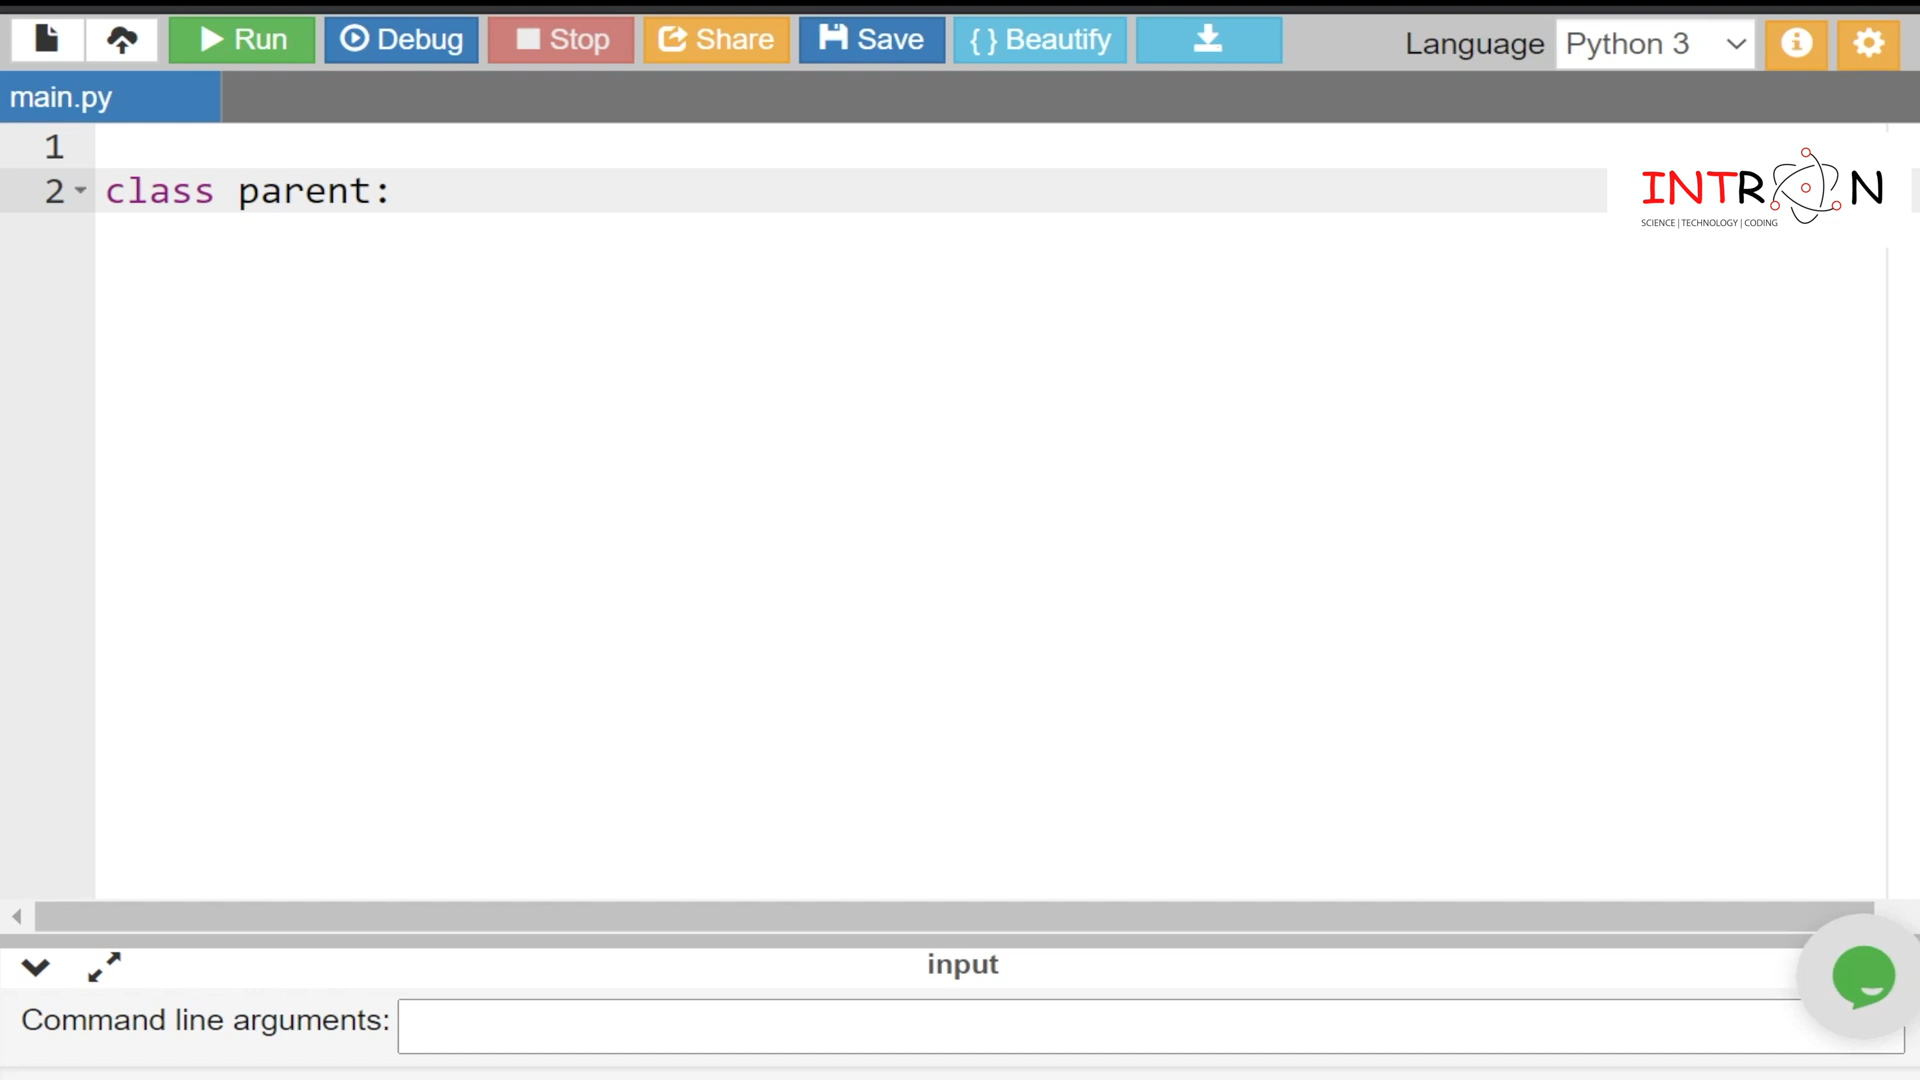 Run Debug Stop Share Save { } Beautify Language Python 3
main.py
1
2 class parent:
INTRON
SCIENCE | TECHNOLOGY | CODING
input
Command line arguments: